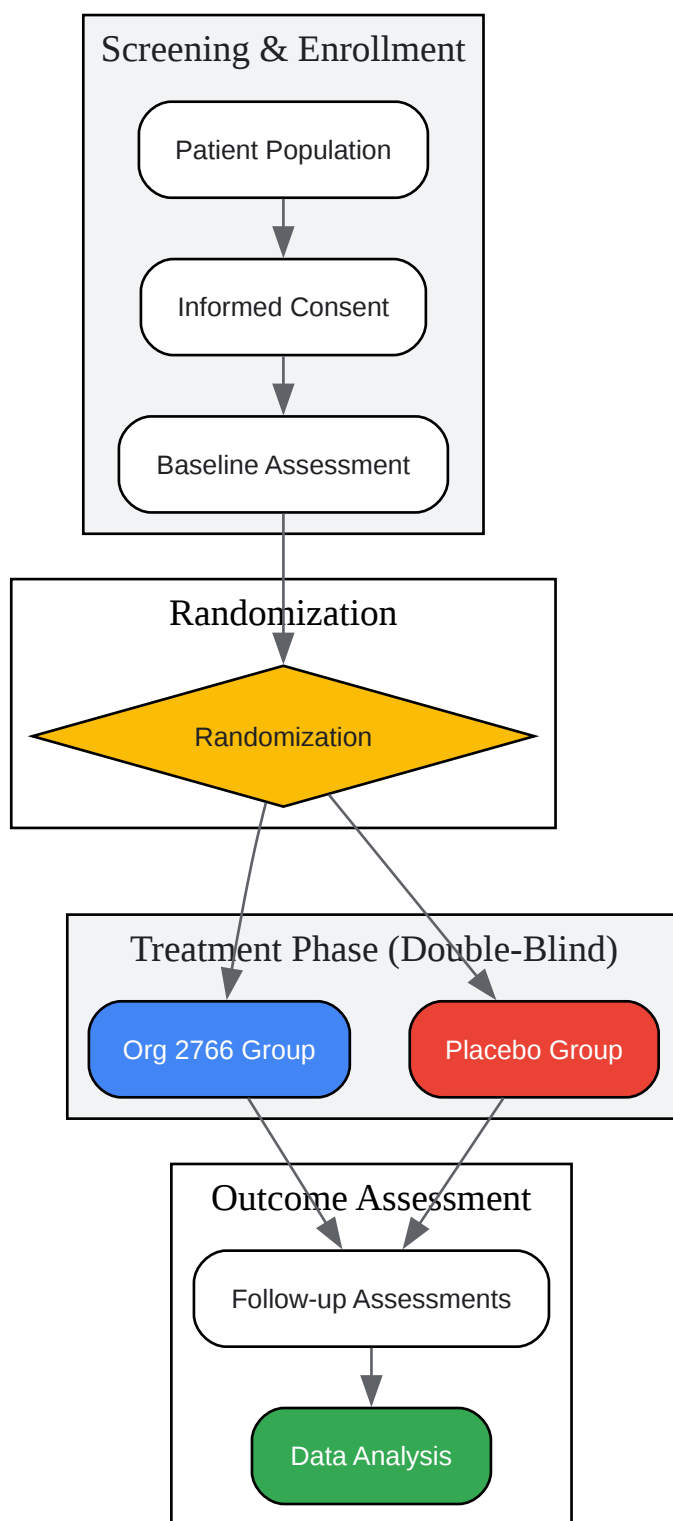 Screening & Enrollment
Patient Population
Informed Consent
Baseline Assessment
Randomization
Randomization
Treatment Phase (Double-Blind)
Org 2766 Group
Placebo Group
Outcome Assessment
Follow-up Assessments
Data Analysis